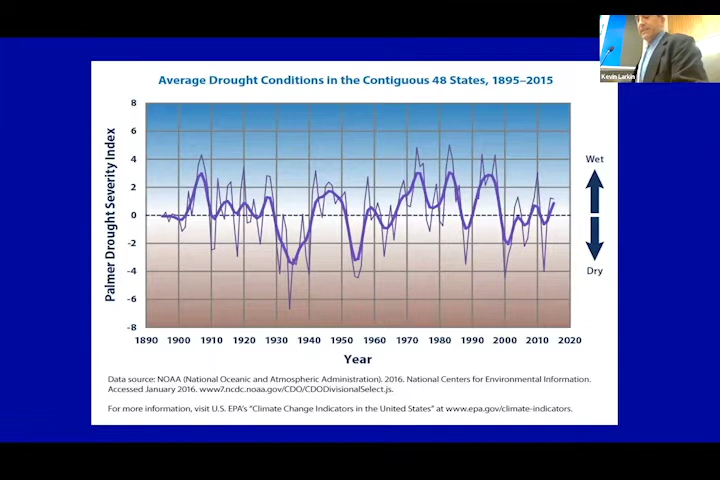 Kevin Larkin
Average Drought Conditions in the Contiguous 48 States, 1895–2015
Palmer Drought Severity Index
8
6
4
2
0
-2
-4
-6
-8
1890 1900 1910 1920 1930 1940 1950 1960 1970 1980 1990 2000 2010 2020
Year
Wet
Dry
Data source: NOAA (National Oceanic and Atmospheric Administration). 2016. National Centers for Environmental Information.
Accessed January 2016. www7.ncdc.noaa.gov/CDO/CDODivisionalSelect.js.
For more information, visit U.S. EPA's “Climate Change Indicators in the United States” at www.epa.gov/climate-indicators.